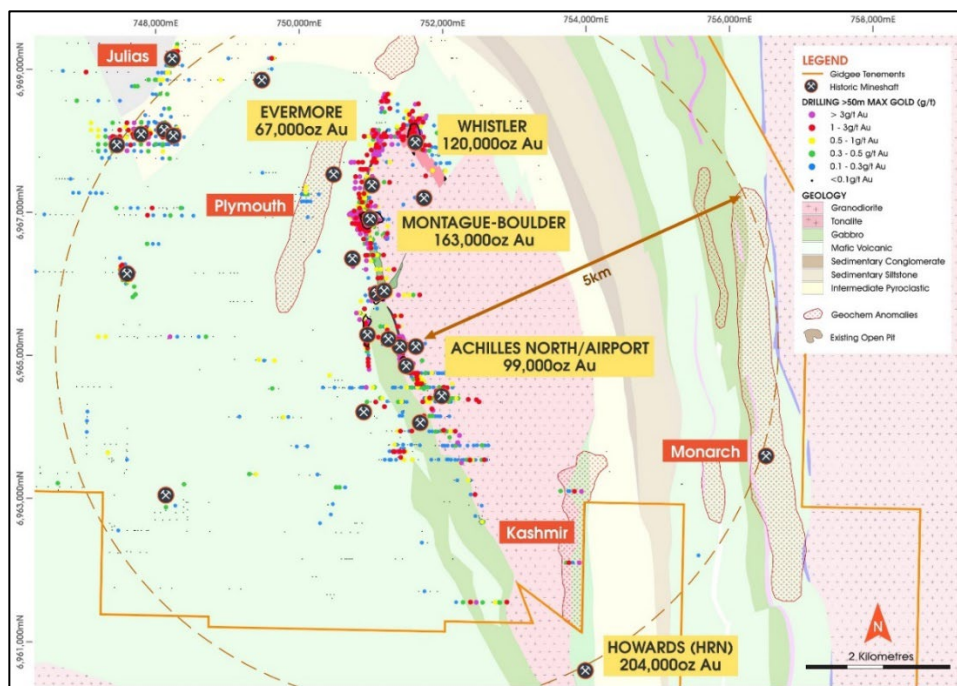 748,000mE
750,000mE
752,000mE
754,000mE
756,000mE
758,000mE
6,969,000mN
6,967,000mN
6,965,000mN
6,963,000mN
6,961,000mN
Julias
EVERMORE
67,000oz Au
WHISTLER
120,000oz Au
Plymouth
MONTAGUE-BOULDER
163,000oz Au
5km
ACHILLES NORTH/AIRPORT
99,000oz Au
Monarch
Kashmir
HOWARDS (HRN)
204,000oz Au
LEGEND
Gidgee Tenements
Historic Mineshaft
DRILLING >50m MAX GOLD (g/t)
> 3g/t Au
1 - 3g/t Au
0.5 - 1g/t Au
0.3 - 0.5 g/t Au
0.1 - 0.3g/t Au
<0.1g/t Au
GEOLOGY
Granodiorite
Tonalite
Gabbro
Mafic Volcanic
Sedimentary Conglomerate
Sedimentary Siltstone
Intermediate Pyroclastic
Geochem Anomalies
Existing Open Pit
N
2 Kilometres